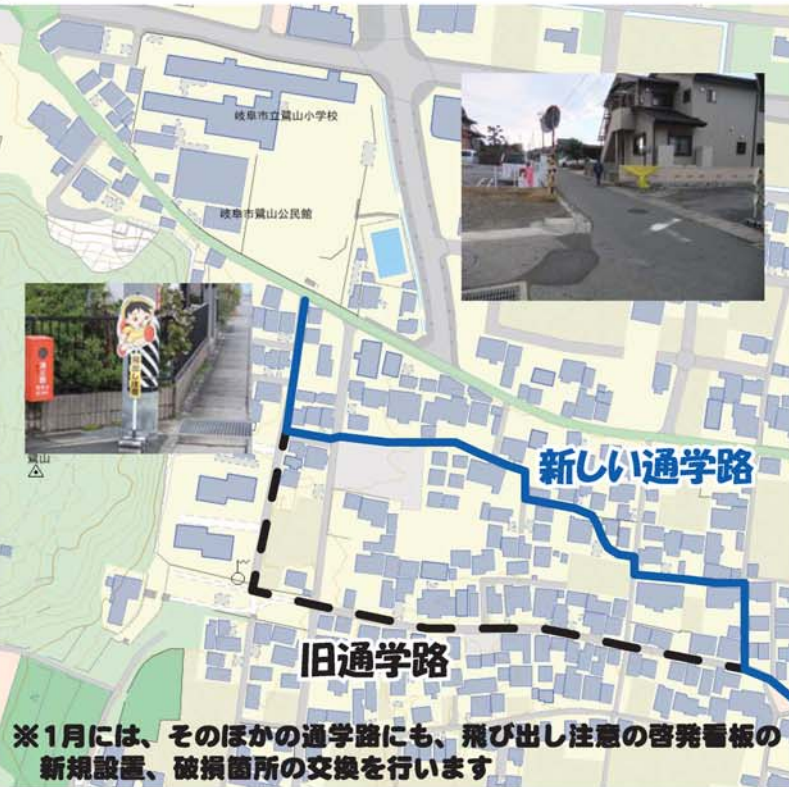 岐阜市立鷺山小学校
岐阜市鷺山公民館
鷺山
新しい通学路
旧通学路
※1月には、そのほかの通学路にも、飛び出し注意の啓発看板の
新規設置、破損箇所の交換を行います